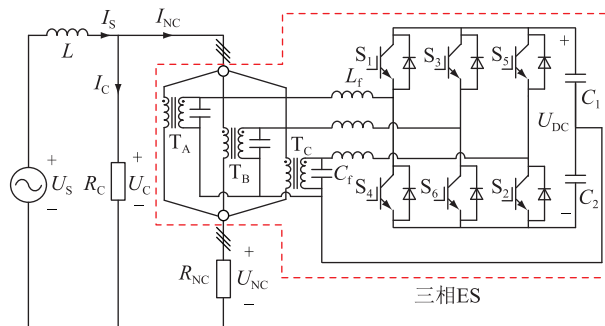 I_S
I_NC
L
I_C
+
U_S
−
R_C
+
U_C
−
T_A
T_B
T_C
C_f
L_f
S_1
S_3
S_5
U_DC
+
−
C_1
C_2
S_4
S_6
S_2
R_NC
+
U_NC
−
三相ES